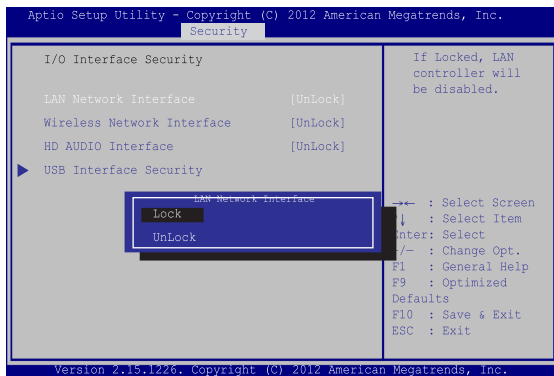 Aptio Setup Utility - Copyright (C) 2012 American Megatrends, Inc.
Security
I/O Interface Security
LAN Network Interface [UnLock]
Wireless Network Interface [UnLock]
HD AUDIO Interface [UnLock]
USB Interface Security
LAN Network Interface
Lock
UnLock
If Locked, LAN
controller will
be disabled.
→← : Select Screen
↓ : Select Item
nter: Select
/— : Change Opt.
F1 : General Help
F9 : Optimized
Defaults
F10 : Save & Exit
ESC : Exit
Version 2.15.1226. Copyright (C) 2012 American Megatrends, Inc.